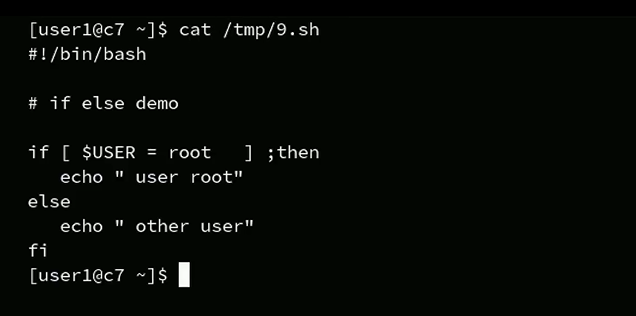 [user1@c7 ~]$ cat /tmp/9.sh
#!/bin/bash
# if else demo
if [ $USER = root   ] ;then
   echo " user root"
else
   echo " other user"
fi
[user1@c7 ~]$